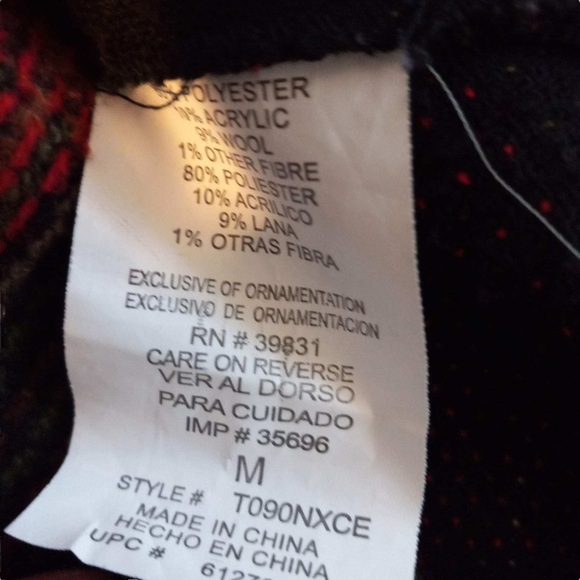 POLYESTER
10% ACRYLIC
9% WOOL
1% OTHER FIBRE
80% POLIESTER
10% ACRILICO
9% LANA
1% OTRAS FIBRA
EXCLUSIVE OF ORNAMENTATION
EXCLUSIVO DE ORNAMENTACION
RN # 39831
CARE ON REVERSE
VER AL DORSO
PARA CUIDADO
IMP # 35696
M
STYLE # T090NXCE
MADE IN CHINA
HECHO EN CHINA
UPC #